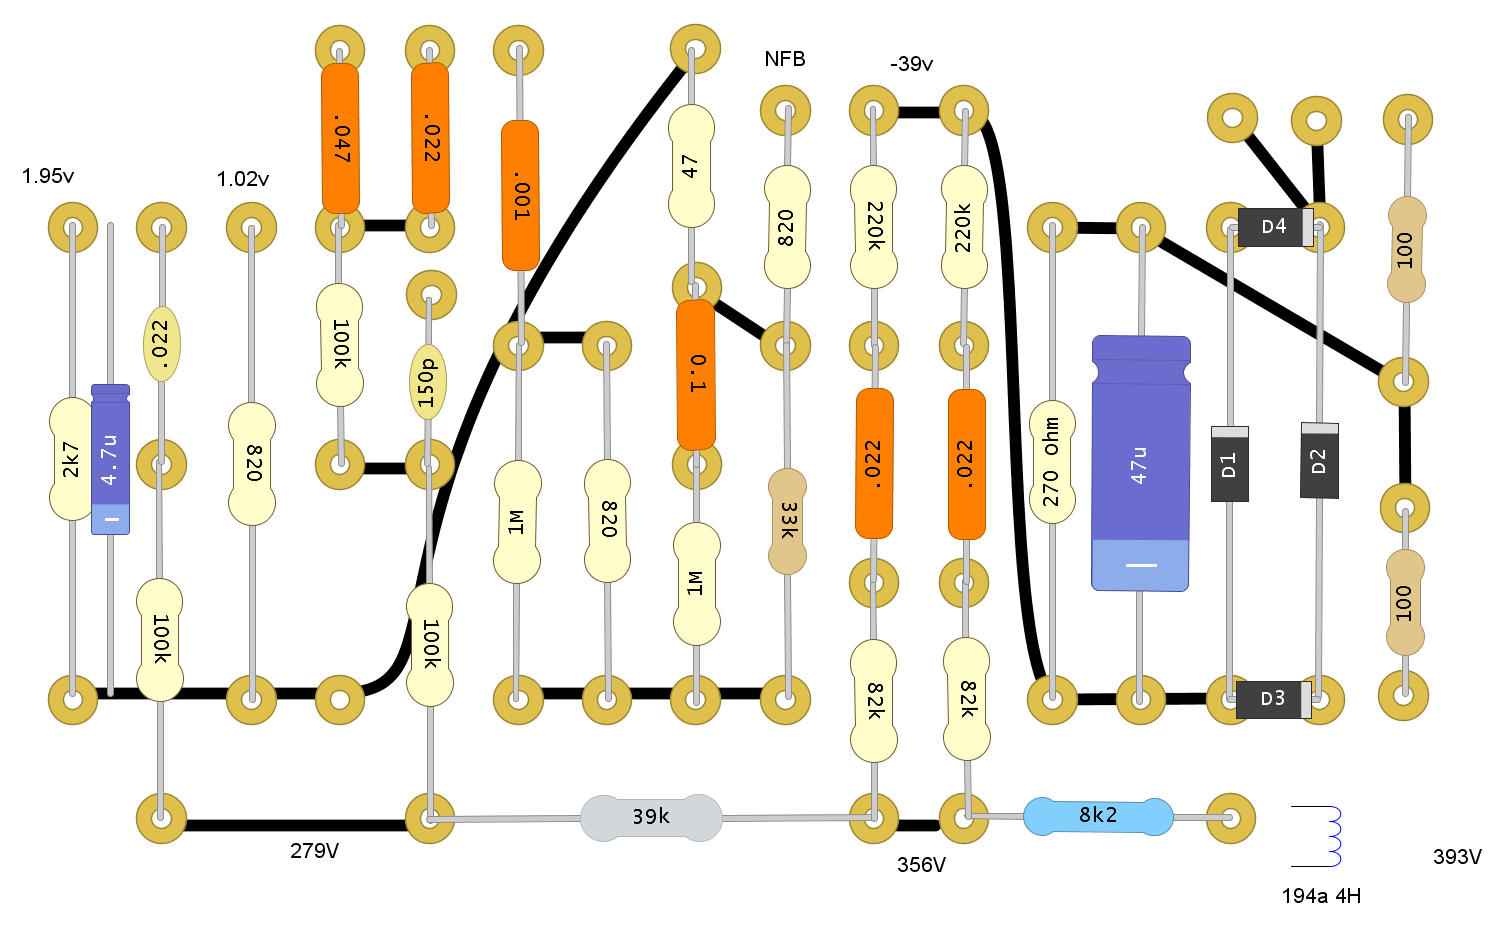 NFB
-39v
.047
.022
.001
47
1.95v
1.02v
820
220k
220k
D4
100
.022
100k
150p
0.1
2k7
4.7u
820
1M
820
33k
.022
.022
270 ohm
47u
D1
D2
100k
100k
1M
82k
82k
D3
100
39k
8k2
279V
356V
393V
194a 4H